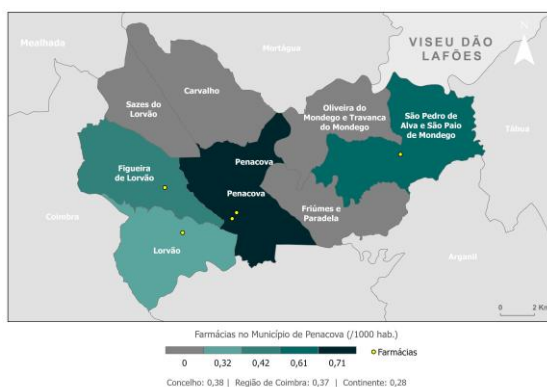 VISEU DÃO
LAFÕES
Mealhada
Mortágua
N
Carvalho
Sazes do
Lorvão
Oliveira do
Mondego e Travanca
do Mondego
São Pedro de
Alva e São Paio
de Mondego
Tábua
Penacova
Figueira
de Lorvão
Penacova
Friúmes e
Paradela
Coimbra
Lorvão
Arganil
0 2 Km
Farmácias no Município de Penacova (/1000 hab.)
0 0,32 0,42 0,61 0,71
Farmácias
Concelho: 0,38 | Região de Coimbra: 0,37 | Continente: 0,28